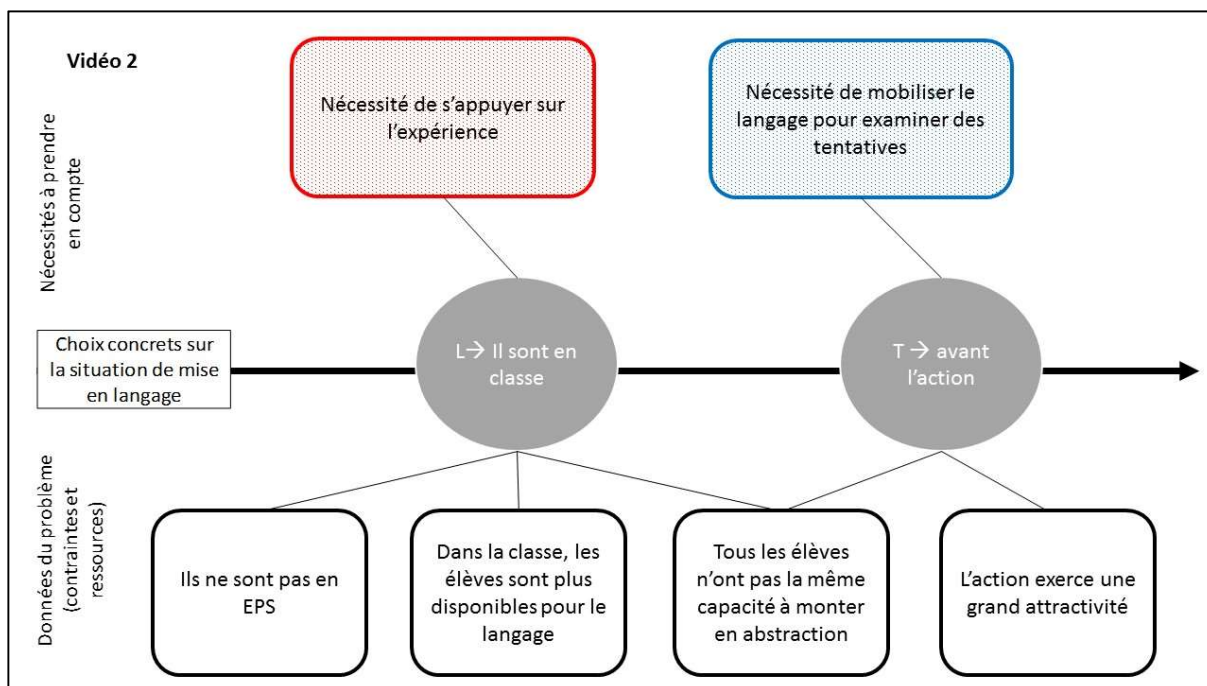 Vidéo 2
Nécessités à prendre
en compte
Nécessité de s'appuyer sur
l'expérience
Nécessité de mobiliser le
langage pour examiner des
tentatives
Choix concrets sur
la situation de mise
en langage
L→ Il sont en
classe
T → avant
l'action
Données du problème
(contraintes et
ressources)
Ils ne sont pas en
EPS
Dans la classe, les
élèves sont plus
disponibles pour le
langage
Tous les élèves
n'ont pas la même
capacité à monter
en abstraction
L'action exerce une
grand attractivité